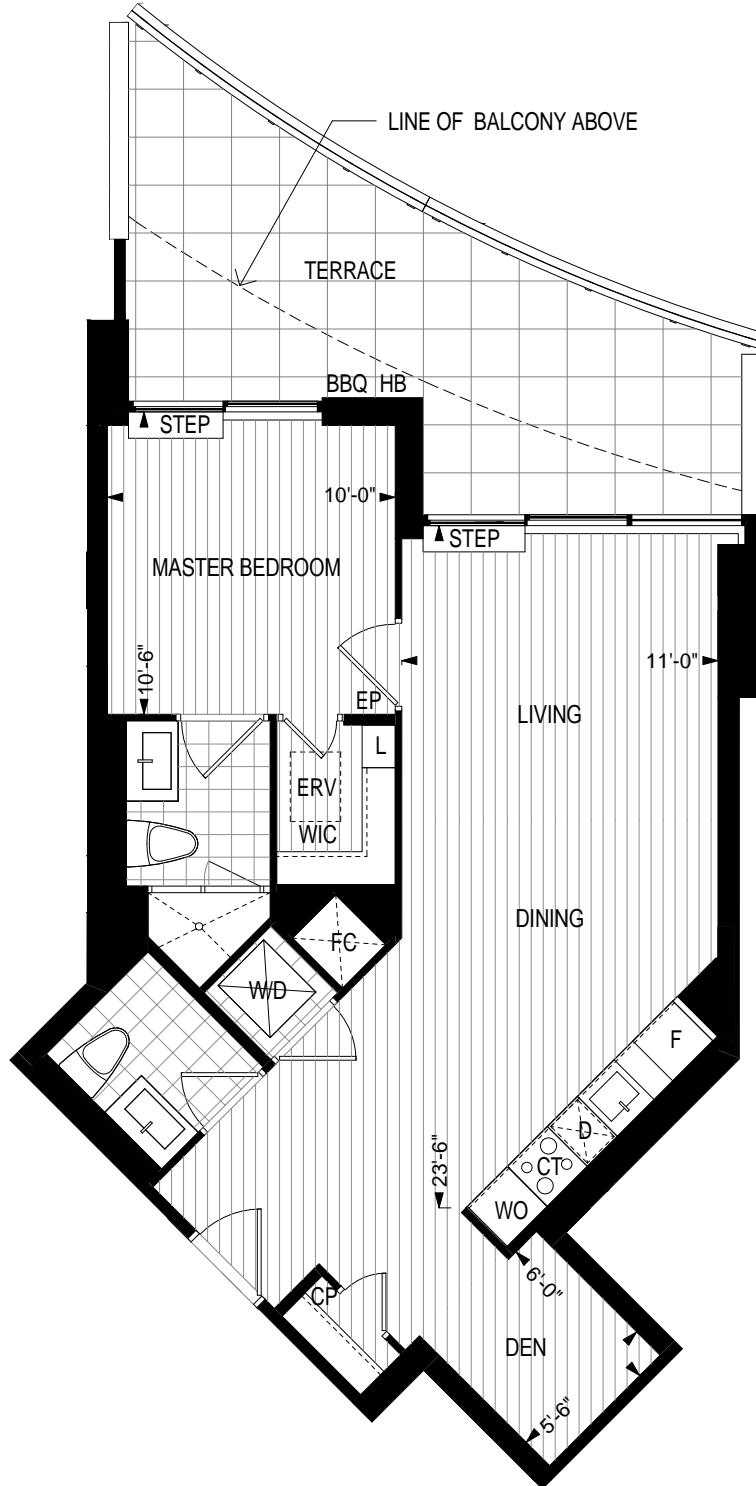 LINE OF BALCONY ABOVE
TERRACE
BBQ HB
STEP
10'-0"
STEP
MASTER BEDROOM
10'-6"
11'-0"
EP
LIVING
L
ERV
WIC
DINING
FC
W/D
F
D
CT
23'-6"
WO
6'-0"
CP
DEN
5'-6"